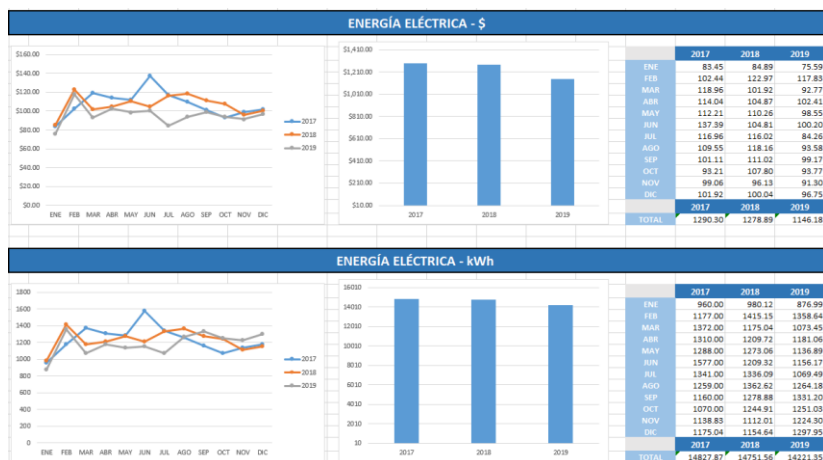 ENERGÍA ELÉCTRICA - $
$160.00
$140.00
$120.00
$100.00
$80.00
$60.00
$40.00
$20.00
$0.00
ENE FEB MAR ABR MAY JUN JUL AGO SEP OCT NOV DIC
2017
2018
2019
$1,410.00
$1,210.00
$1,010.00
$810.00
$610.00
$410.00
$210.00
$10.00
2017 2018 2019
2017 2018 2019
ENE 83.45 84.89 75.59
FEB 102.44 122.97 117.83
MAR 118.96 101.92 92.77
ABR 114.04 104.87 102.41
MAY 112.21 110.26 98.55
JUN 137.39 104.81 100.20
JUL 116.96 116.02 84.26
AGO 109.55 118.16 93.58
SEP 101.11 111.02 99.17
OCT 93.21 107.80 93.77
NOV 99.06 96.13 91.30
DIC 101.92 100.04 96.75
2017 2018 2019
TOTAL 1290.30 1278.89 1146.18
ENERGÍA ELÉCTRICA - kWh
1800
1600
1400
1200
1000
800
600
400
200
0
ENE FEB MAR ABR MAY JUN JUL AGO SEP OCT NOV DIC
2017
2018
2019
16010
14010
12010
10010
8010
6010
4010
2010
10
2017 2018 2019
2017 2018 2019
ENE 960.00 980.12 876.99
FEB 1177.00 1415.15 1358.64
MAR 1372.00 1175.04 1073.45
ABR 1310.00 1209.72 1181.06
MAY 1288.00 1273.06 1136.89
JUN 1577.00 1209.32 1156.17
JUL 1341.00 1336.09 1069.49
AGO 1259.00 1362.62 1264.18
SEP 1160.00 1278.88 1331.20
OCT 1070.00 1244.91 1251.03
NOV 1138.83 1112.01 1224.30
DIC 1175.04 1154.64 1297.95
2017 2018 2019
TOTAL 14827.87 14751.56 14221.35